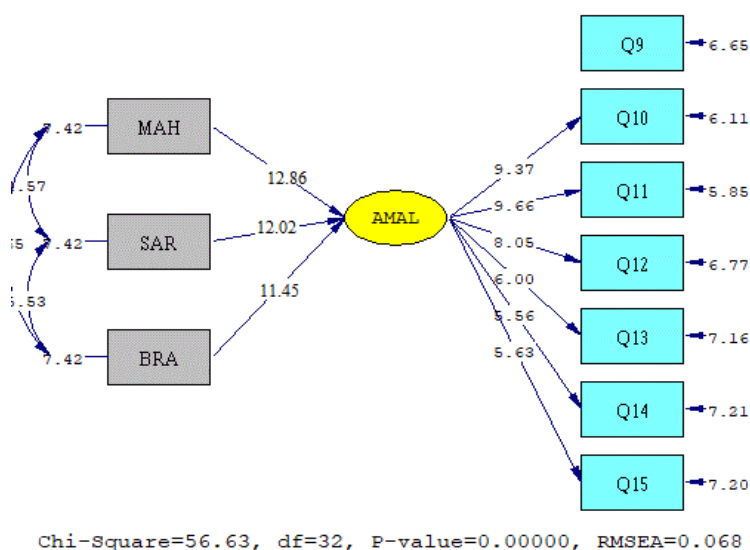 Q9
6.65
7.42
MAH
Q10
6.11
9.37
12.86
.57
9.66
Q11
5.85
AMAL
7.42
SAR
12.02
8.05
Q12
6.77
6.00
11.45
5.53
5.56
Q13
7.16
5.63
7.42
BRA
Q14
7.21
Q15
7.20
Chi-Square=56.63, df=32, P-value=0.00000, RMSEA=0.068